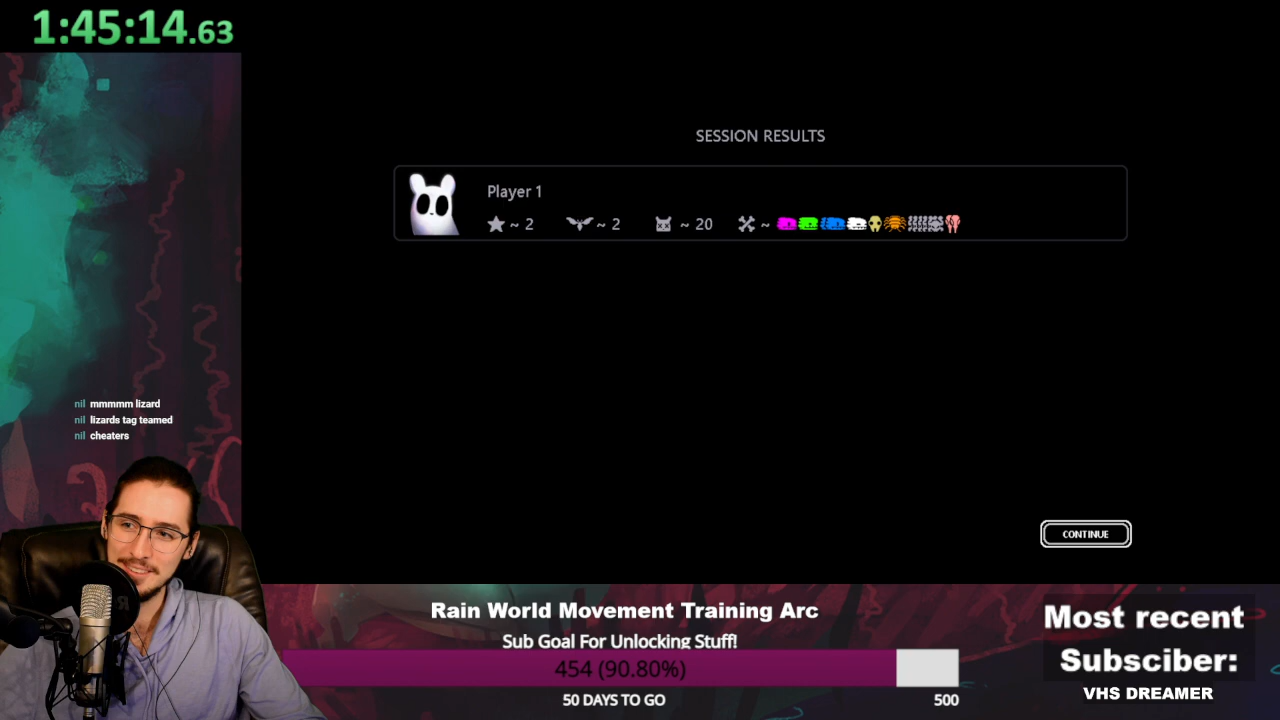 1:45:14.63
SESSION RESULTS
Player 1
~ 2 ~ 2 ~ 20 ~
nil mmmmm lizard
nil lizards tag teamed
nil cheaters
CONTINUE
Rain World Movement Training Arc
Sub Goal For Unlocking Stuff!
454 (90.80%)
50 DAYS TO GO
500
Most recent
Subsciber:
VHS DREAMER